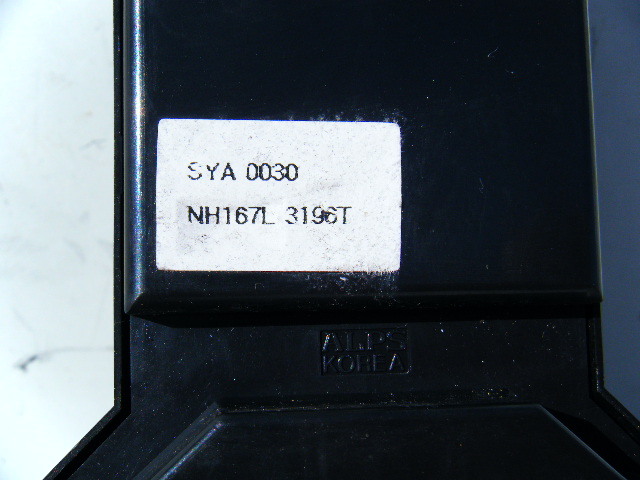 SYA 0030
NH167L 3196T
ALPS
KOREA